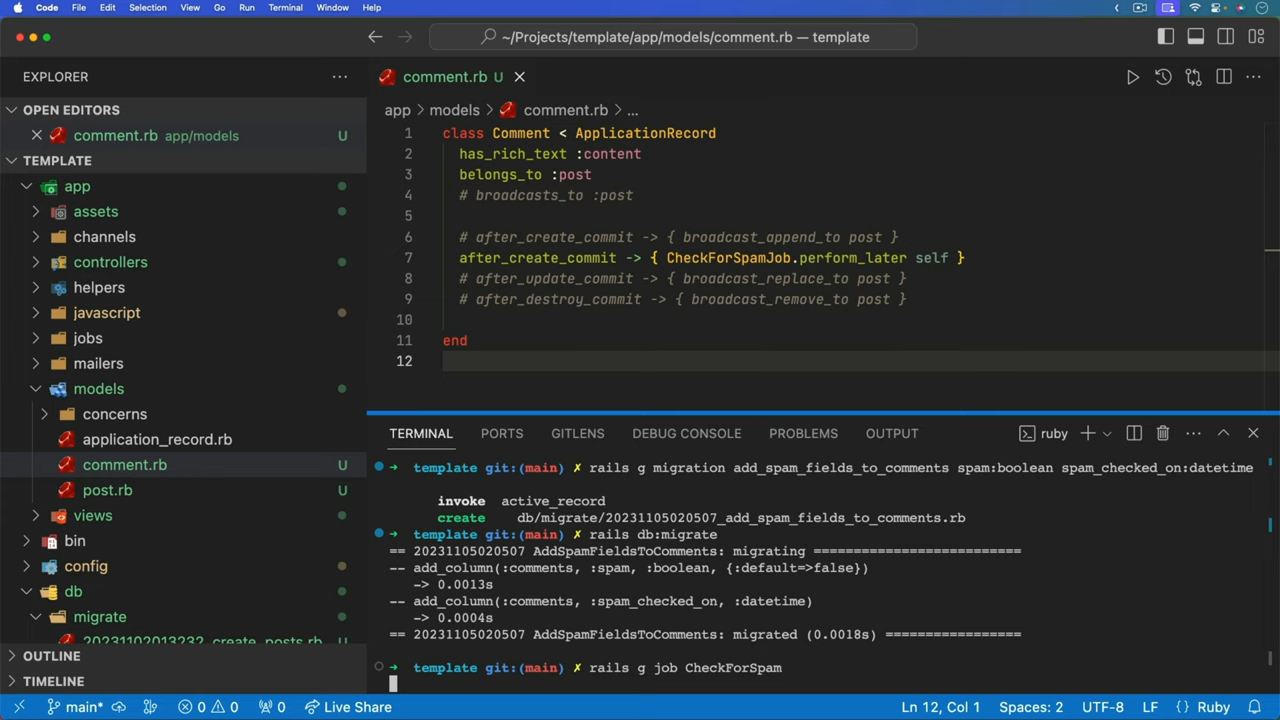 Code File Edit Selection View Go Run Terminal Window Help
~/Projects/template/app/models/comment.rb — template
EXPLORER
OPEN EDITORS
comment.rb app/models U
TEMPLATE
app
assets
channels
controllers
helpers
javascript
jobs
mailers
models
concerns
application_record.rb
comment.rb U
post.rb U
views
bin
config
db
migrate
20231102013232_create_posts.rb U
OUTLINE
TIMELINE
comment.rb U
app > models > comment.rb > ...
1 class Comment < ApplicationRecord
2 has_rich_text :content
3 belongs_to :post
4 # broadcasts_to :post
5
6 # after_create_commit -> { broadcast_append_to post }
7 after_create_commit -> { CheckForSpamJob.perform_later self }
8 # after_update_commit -> { broadcast_replace_to post }
9 # after_destroy_commit -> { broadcast_remove_to post }
10
11 end
12
TERMINAL PORTS GITLENS DEBUG CONSOLE PROBLEMS OUTPUT ruby
→ template git:(main) ✗ rails g migration add_spam_fields_to_comments spam:boolean spam_checked_on:datetime
invoke active_record
create db/migrate/20231105020507_add_spam_fields_to_comments.rb
→ template git:(main) ✗ rails db:migrate
== 20231105020507 AddSpamFieldsToComments: migrating ==========================
-- add_column(:comments, :spam, :boolean, {:default=>false})
-> 0.0013s
-- add_column(:comments, :spam_checked_on, :datetime)
-> 0.0004s
== 20231105020507 AddSpamFieldsToComments: migrated (0.0018s) =================
→ template git:(main) ✗ rails g job CheckForSpam
main* 0 0 0 Live Share Ln 12, Col 1 Spaces: 2 UTF-8 LF {} Ruby